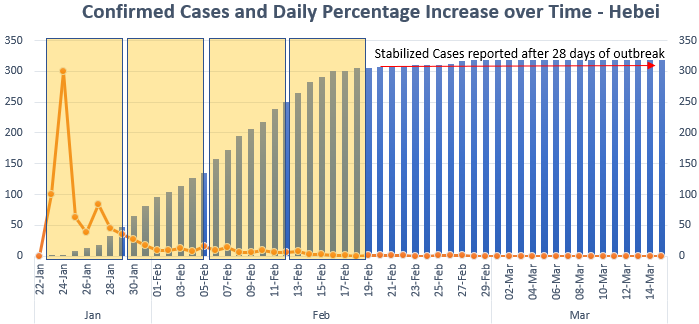 Confirmed Cases and Daily Percentage Increase over Time - Hebei
350 350
Stabilized Cases reported after 28 days of outbreak
300 300
250 250
200 200
150 150
100 100
50 50
0 0
22-Jan 24-Jan 26-Jan 28-Jan 30-Jan 01-Feb 03-Feb 05-Feb 07-Feb 09-Feb 11-Feb 13-Feb 15-Feb 17-Feb 19-Feb 21-Feb 23-Feb 25-Feb 27-Feb 29-Feb 02-Mar 04-Mar 06-Mar 08-Mar 10-Mar 12-Mar 14-Mar
Jan Feb Mar